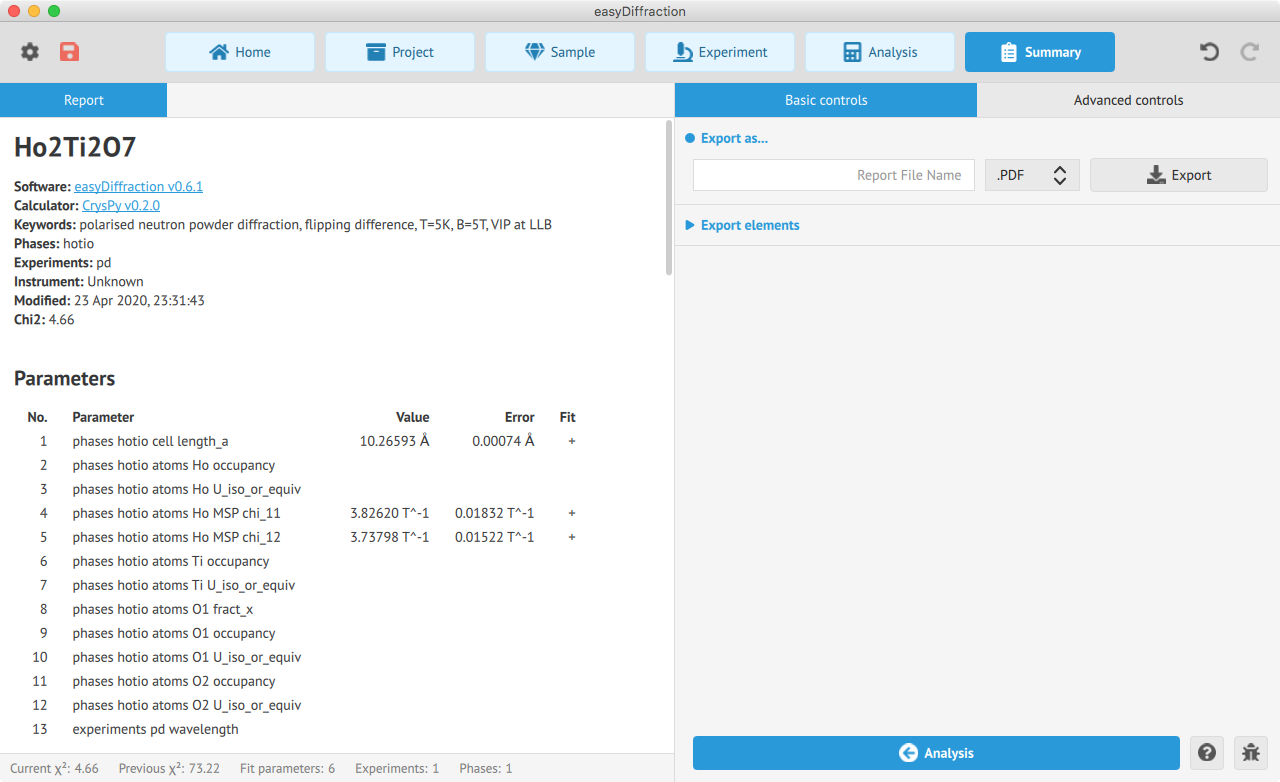 easyDiffraction
Home
Project
Sample
Experiment
Analysis
Summary
Report
Basic controls
Advanced controls
Ho2Ti2O7
Software: easyDiffraction v0.6.1
Calculator: CrysPy v0.2.0
Keywords: polarised neutron powder diffraction, flipping difference, T=5K, B=5T, VIP at LLB
Phases: hotio
Experiments: pd
Instrument: Unknown
Modified: 23 Apr 2020, 23:31:43
Chi2: 4.66
Parameters
No. Parameter Value Error Fit
1 phases hotio cell length_a 10.26593 Å 0.00074 Å +
2 phases hotio atoms Ho occupancy
3 phases hotio atoms Ho U_iso_or_equiv
4 phases hotio atoms Ho MSP chi_11 3.82620 T^-1 0.01832 T^-1 +
5 phases hotio atoms Ho MSP chi_12 3.73798 T^-1 0.01522 T^-1 +
6 phases hotio atoms Ti occupancy
7 phases hotio atoms Ti U_iso_or_equiv
8 phases hotio atoms O1 fract_x
9 phases hotio atoms O1 occupancy
10 phases hotio atoms O1 U_iso_or_equiv
11 phases hotio atoms O2 occupancy
12 phases hotio atoms O2 U_iso_or_equiv
13 experiments pd wavelength
Current χ²: 4.66 Previous χ²: 73.22 Fit parameters: 6 Experiments: 1 Phases: 1
Export as...
Report File Name
.PDF
Export
Export elements
Analysis